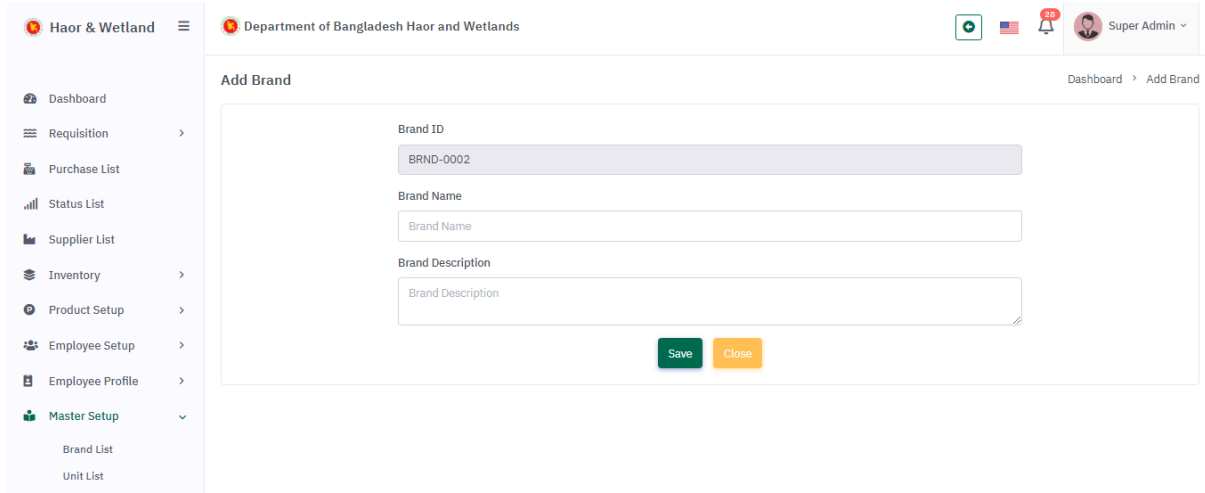 Haor & Wetland
Department of Bangladesh Haor and Wetlands
28
Super Admin
Add Brand
Dashboard > Add Brand
Dashboard
Requisition
Purchase List
Status List
Supplier List
Inventory
Product Setup
Employee Setup
Employee Profile
Master Setup
Brand List
Unit List
Brand ID
BRND-0002
Brand Name
Brand Name
Brand Description
Brand Description
Save
Close